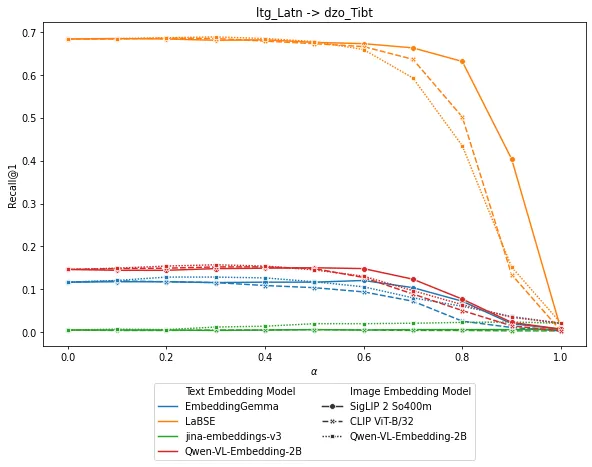 ltg_Latn -> dzo_Tibt
Recall@1
0.7
0.6
0.5
0.4
0.3
0.2
0.1
0.0
0.0 0.2 0.4 0.6 0.8 1.0
α
Text Embedding Model Image Embedding Model
EmbeddingGemma SigLIP 2 So400m
LaBSE CLIP ViT-B/32
jina-embeddings-v3 Qwen-VL-Embedding-2B
Qwen-VL-Embedding-2B